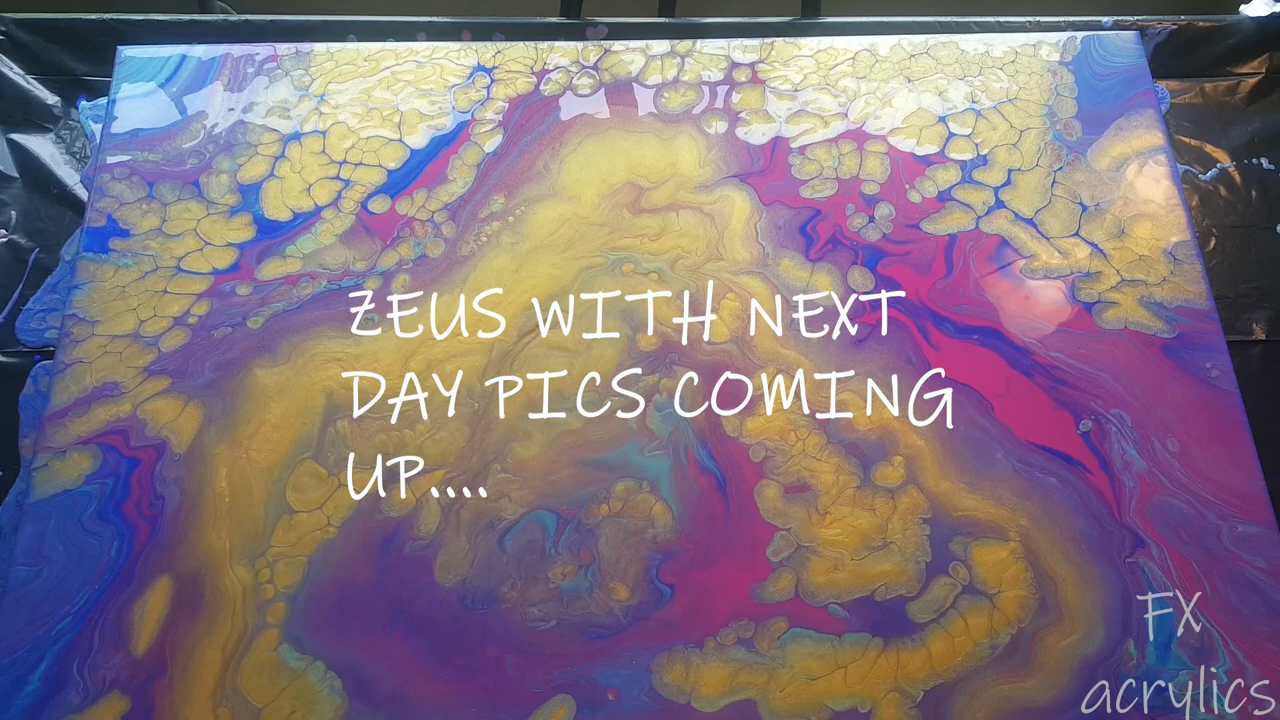 ZEUS WITH NEXT
DAY PICS COMING
UP....
FX
acrylics